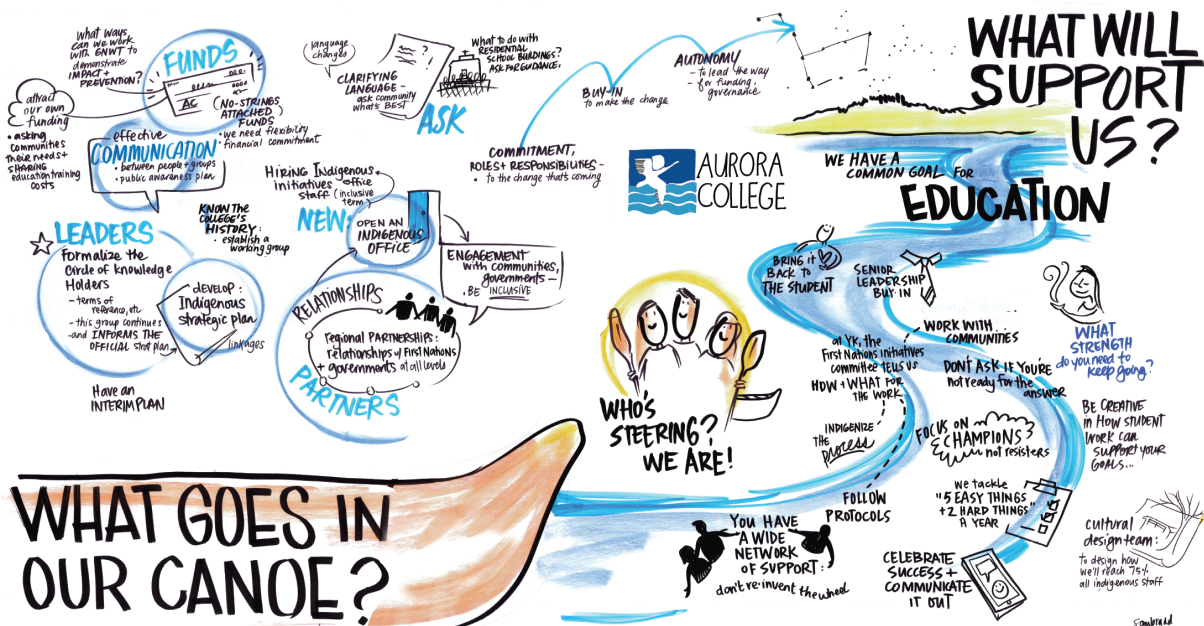 What ways
can we work
with GNWT to
demonstrate
IMPACT +
PREVENTION?
FUNDS
AC
(NO-STRINGS
ATTACHED)
FUNDS
• we need flexibility
financial commitment
attract
our own
funding
• asking
communities
their needs +
SHARING
education training
costs
effective
COMMUNICATION
• between people + groups
• public awareness plan
language
changes
?
CLARIFYING
LANGUAGE –
ask community
what's BEST
What to do with
RESIDENTIAL
SCHOOL BUILDINGS?
ASK FOR GUIDANCE.
ASK
COMMITMENT,
ROLES + RESPONSIBILITIES –
to the change that's coming
BUY-IN
to make the change
AUTONOMY
– to lead the way
for funding,
governance
LEADERS
Formalize the
Circle of knowledge
Holders
– terms of
reference, etc
– this group continues
– and INFORMS THE
OFFICIAL strat plan
DEVELOP:
Indigenous
strategic plan
linkages
Have an
INTERIM PLAN
KNOW THE
COLLEGE'S
HISTORY:
• establish a
working group
HIRING Indigenous
initiatives office
staff (inclusive
term)
NEW:
OPEN AN
INDIGENOUS
OFFICE
ENGAGEMENT
with communities,
governments –
• BE INCLUSIVE
RELATIONSHIPS
regional PARTNERSHIPS:
relationships w/ First Nations
+ governments at all levels
PARTNERS
WHAT GOES IN
OUR CANOE?
WHAT WILL
SUPPORT
US?
AURORA
COLLEGE
WE HAVE A
COMMON GOAL FOR
EDUCATION
BRING it
BACK to
THE STUDENT
SENIOR
LEADERSHIP
BUY-IN
WHO'S
STEERING?
WE ARE!
at YK, the
First Nations initiatives
committee tells us
HOW + WHAT FOR
THE WORK
WORK WITH
COMMUNITIES
DON'T ASK IF YOU'RE
not ready for the
answer
INDIGENIZE
THE
PROCESS
FOCUS ON
CHAMPIONS
not resisters
FOLLOW
PROTOCOLS
WE tackle
"5 EASY THINGS
+ 2 HARD THINGS"
A YEAR
YOU HAVE
A WIDE
NETWORK
OF SUPPORT:
don't re-invent the wheel
CELEBRATE
SUCCESS +
COMMUNICATE
IT OUT
WHAT
STRENGTH
do you need to
keep going?
BE CREATIVE
in HOW STUDENT
WORK can
SUPPORT YOUR
GOALS...
cultural
design team:
to design how
we'll reach 75%
all indigenous staff